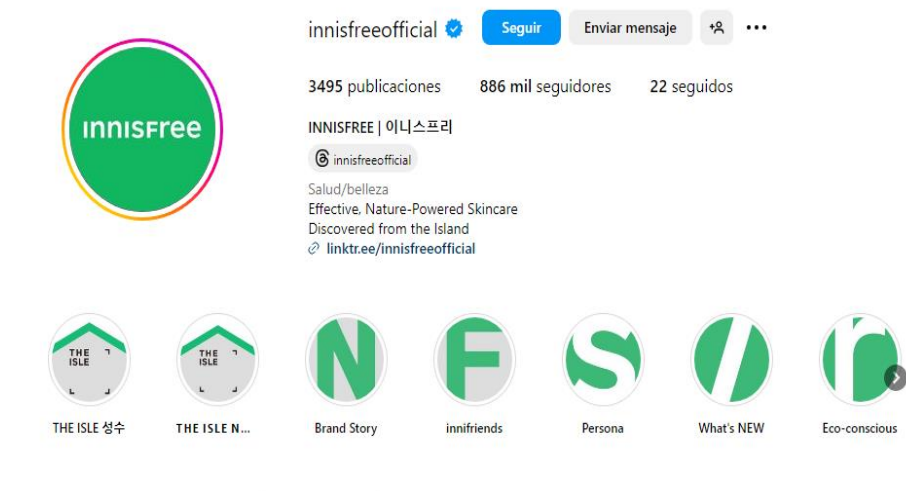 innisfreeofficial
Seguir
Enviar mensaje
3495 publicaciones
886 mil seguidores
22 seguidos
INNISFREE
INNISFREE | 이니스프리
innisfreeofficial
Salud/belleza
Effective, Nature-Powered Skincare
Discovered from the Island
linktr.ee/innisfreeofficial
THE
ISLE
THE
ISLE
N
F
S
/
r
THE ISLE 성수
THE ISLE N...
Brand Story
innifriends
Persona
What's NEW
Eco-conscious